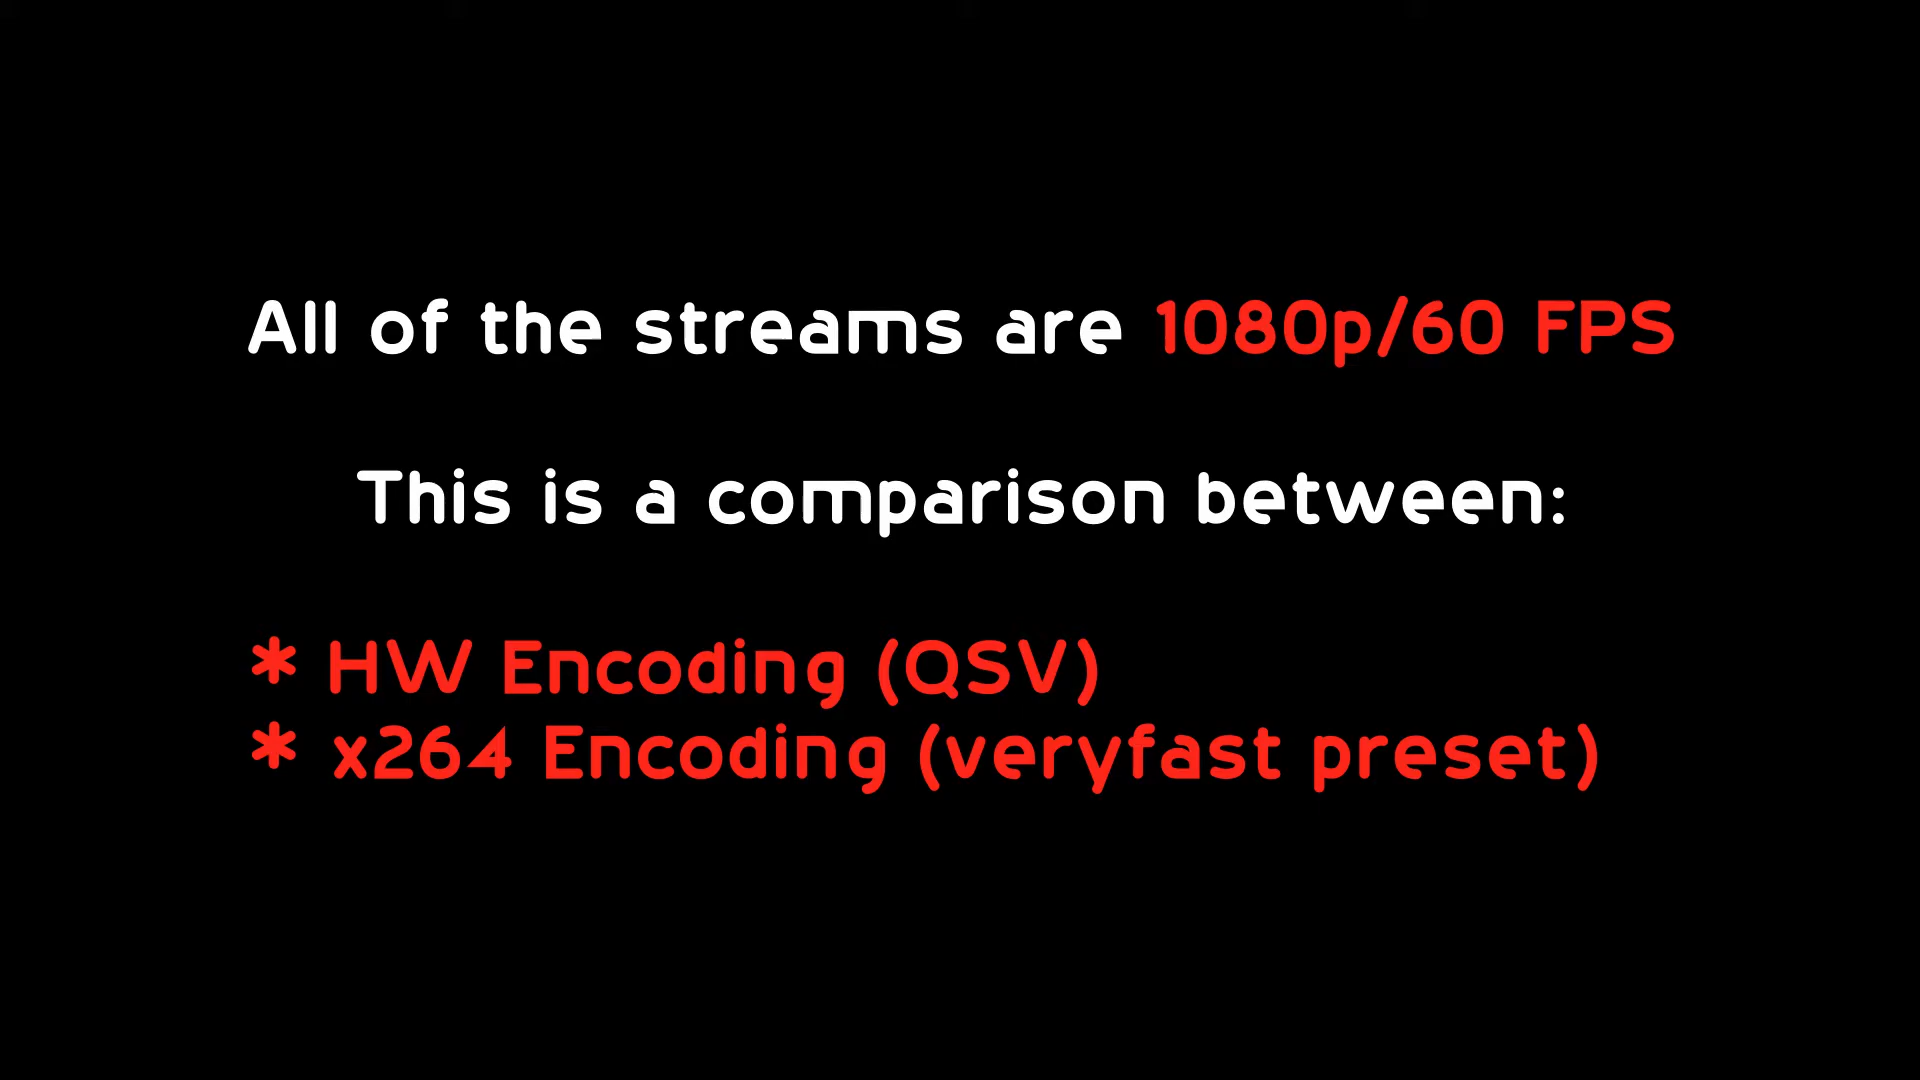 All of the streams are 1080p/60 FPS
This is a comparison between:
* HW Encoding (QSV)
* x264 Encoding (veryfast preset)